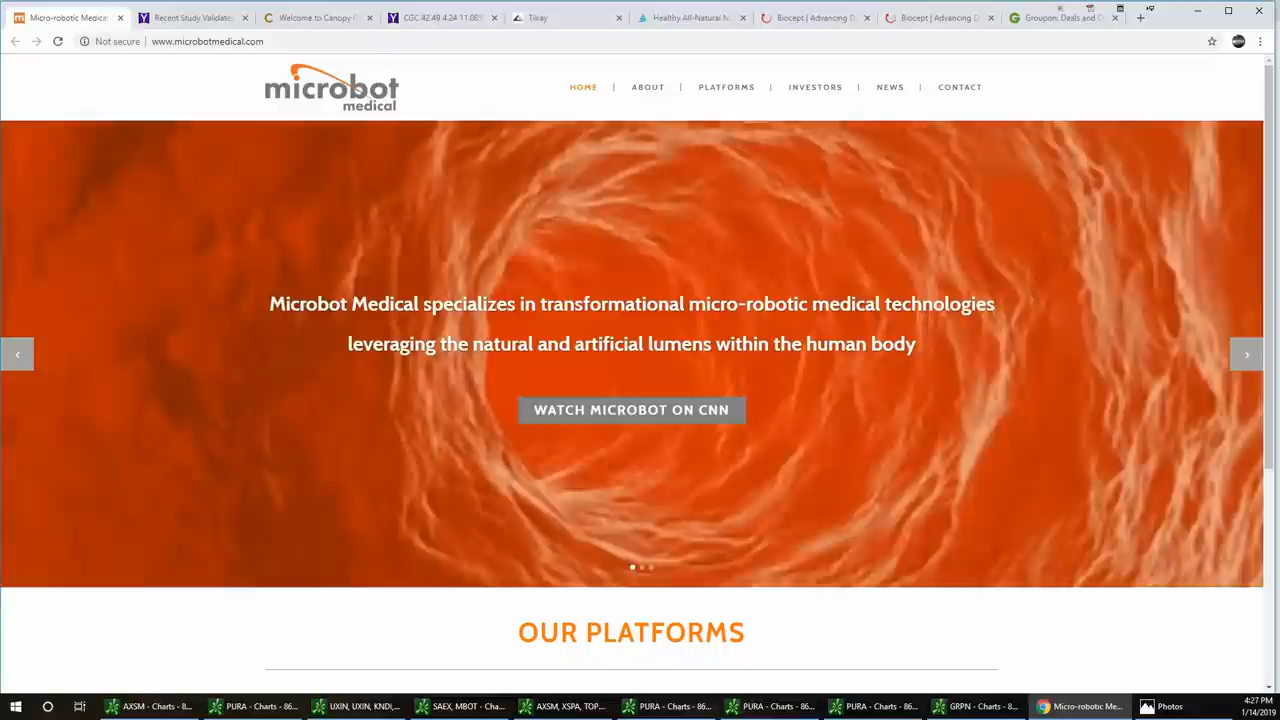 Micro-robotic Medica
Recent Study Validates
Welcome to Canopy G
CGC 42.49 4.24 11.08%
Tilray
Healthy All-Natural N
Biocept | Advancing D
Biocept | Advancing D
Groupon: Deals and C
Not secure
www.microbotmedical.com
microbot
medical
HOME
ABOUT
PLATFORMS
INVESTORS
NEWS
CONTACT
Microbot Medical specializes in transformational micro-robotic medical technologies
leveraging the natural and artificial lumens within the human body
WATCH MICROBOT ON CNN
OUR PLATFORMS
AXSM - Charts - 8...
PURA - Charts - 86...
UXIN, UXIN, KNDI,...
SAEX, MBOT - Cha...
AXSM, XSPA, TOP...
PURA - Charts - 86...
PURA - Charts - 86...
PURA - Charts - 86...
GRPN - Charts - 86...
Micro-robotic Me...
Photos
4:27 PM
1/14/2019